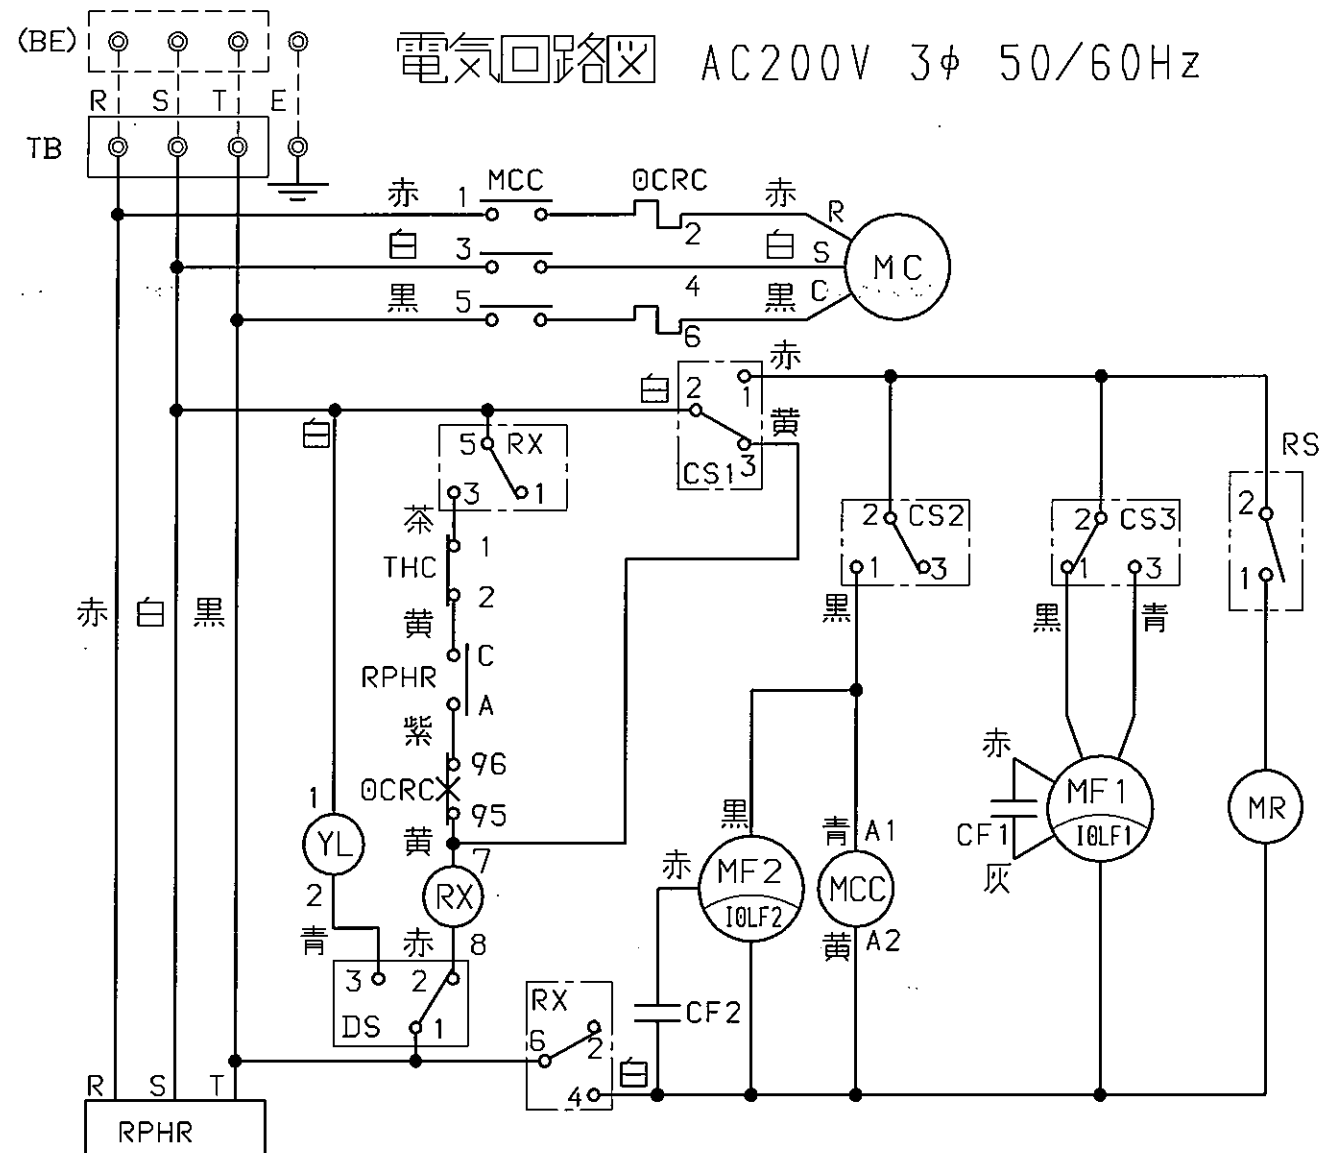 (BE)
電気回路図 AC200V 3φ 50/60Hz
R S T E
TB
赤 1 MCC OCRC 赤 R
2
白 3 白 S
MC
黒 5 4 黒 C
6
赤
白 2 1
黄
白 5 RX CS1 3 RS
3 1
茶 2 CS2 2 CS3 2
THC 1
1 3 1 3 1
2
赤 白 黒 黄 黒 黒 青
RPHR C
A
紫
96 赤
OCRC 95
1 MF1 MR
黒 CF1 IOLF1
YL 黄 7 青 A1
赤 MF2 灰
2 RX IOLF2 MCC
青 赤 8 黄 A2
3 2
RX CF2
DS 1 6 2
白
R S T 4
RPHR